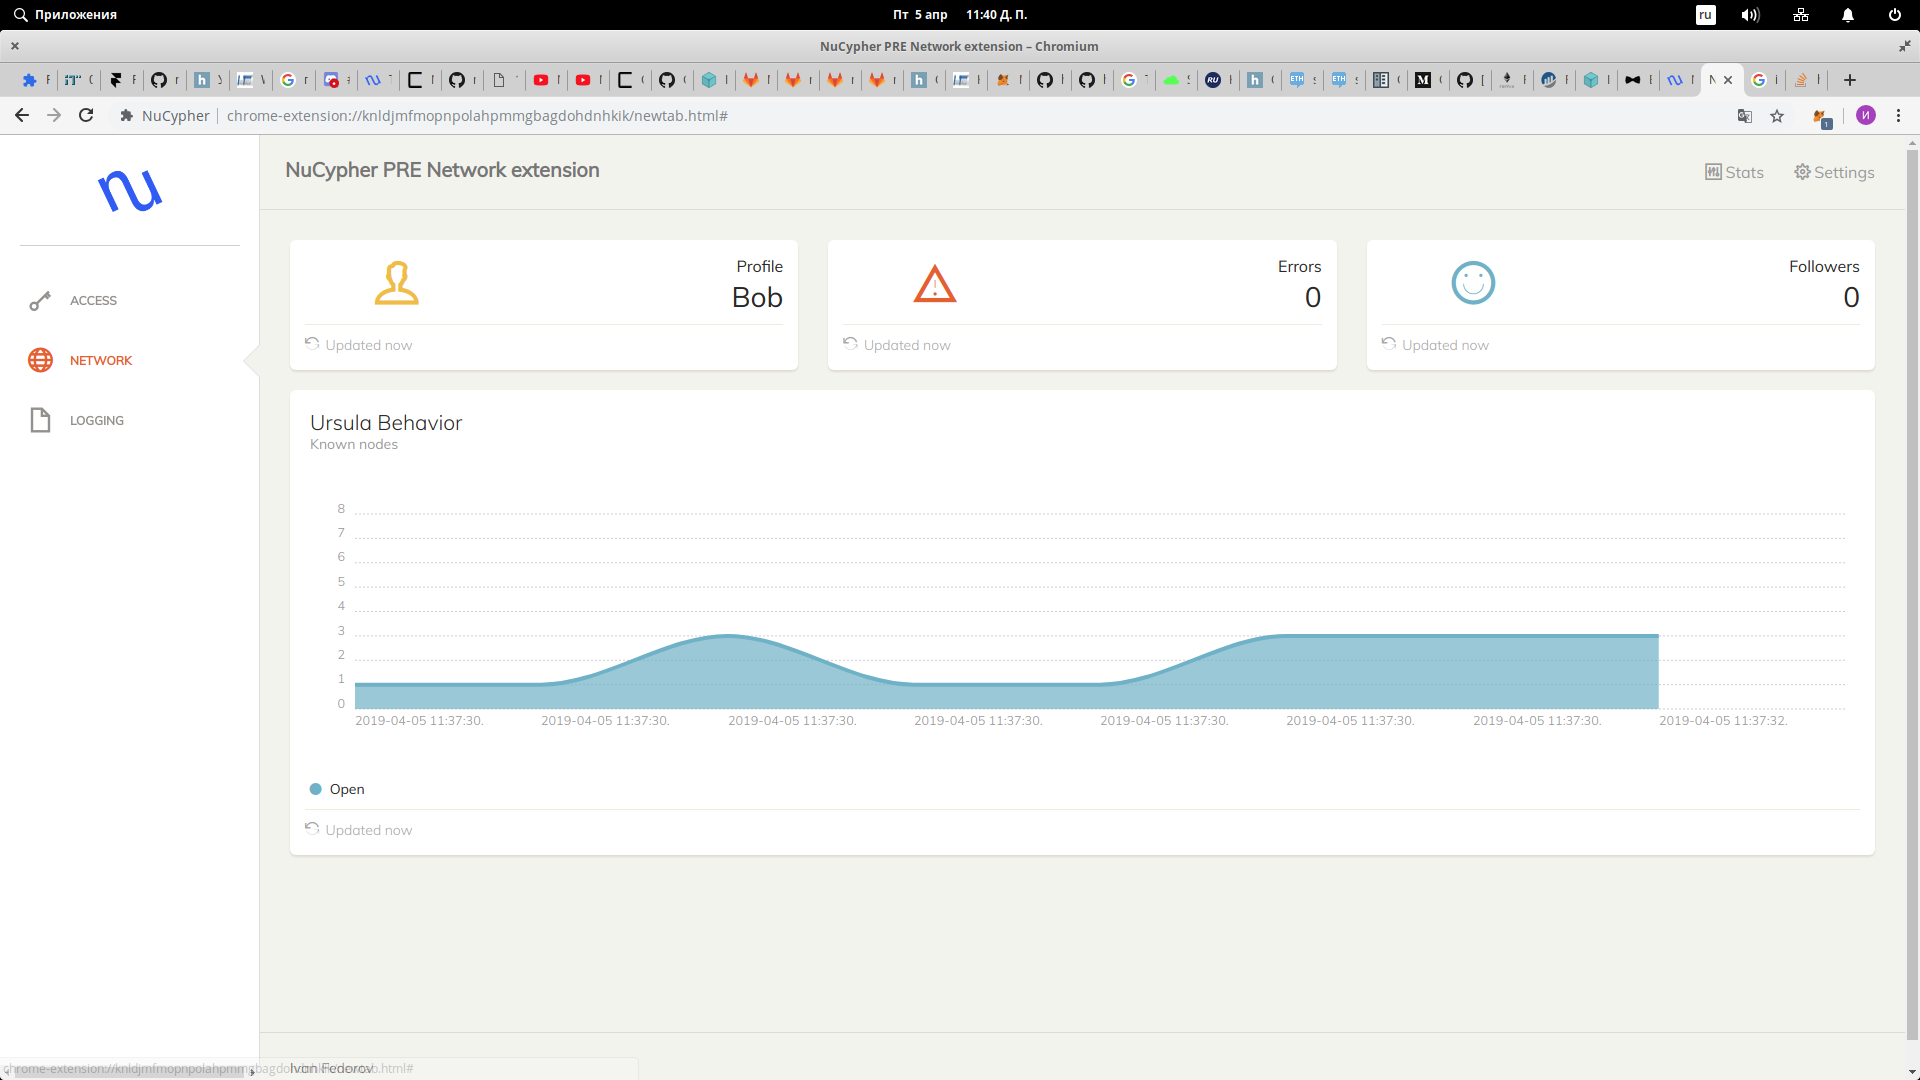 Приложения
Пт 5 апр 11:40 Д. П.
ru
NuCypher PRE Network extension – Chromium
NuCypher chrome-extension://knldjmfmopnpolahpmmgbagdohdnhkik/newtab.html#
И
1
NuCypher PRE Network extension
Stats
Settings
ACCESS
NETWORK
LOGGING
Profile
Bob
Updated now
Errors
0
Updated now
Followers
0
Updated now
Ursula Behavior
Known nodes
8
7
6
5
4
3
2
1
0
2019-04-05 11:37:30. 2019-04-05 11:37:30. 2019-04-05 11:37:30. 2019-04-05 11:37:30. 2019-04-05 11:37:30. 2019-04-05 11:37:30. 2019-04-05 11:37:30. 2019-04-05 11:37:32.
Open
Updated now
chrome-extension://knldjmfmopnpolahpmmgbagdohdnhkik/newtab.html#
Ivan Fedorov